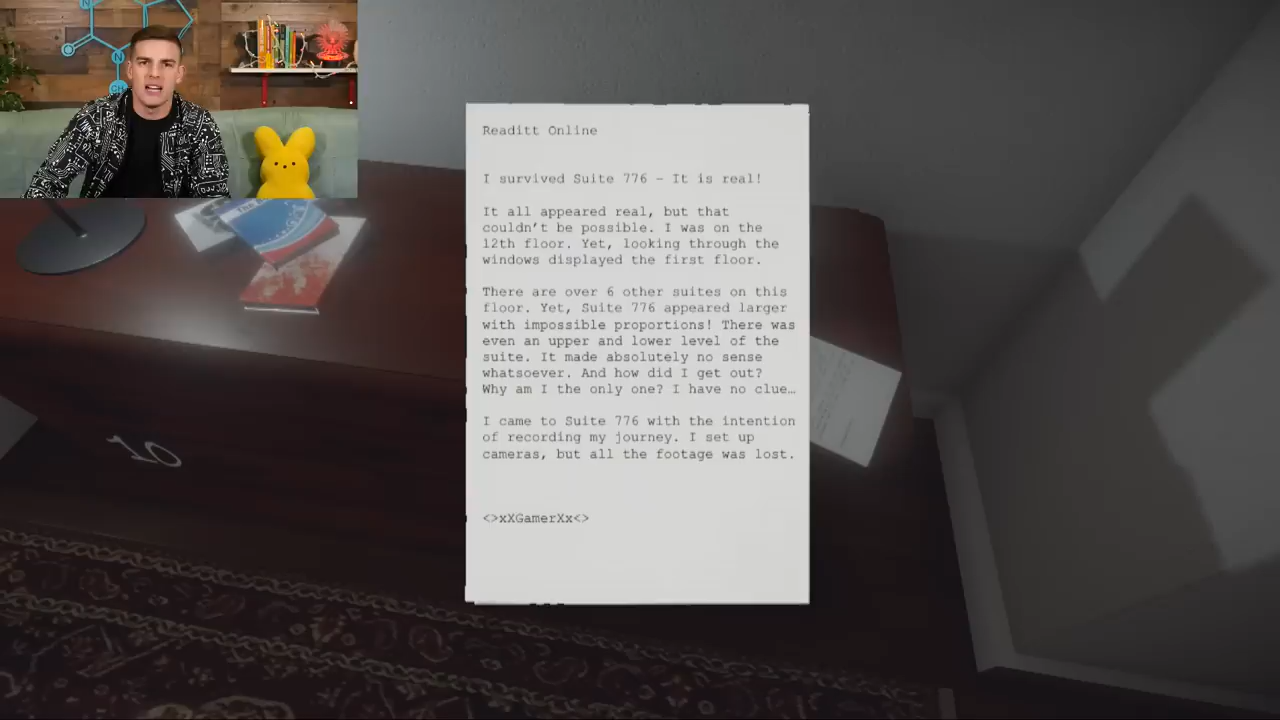 Readitt Online
I survived Suite 776 – It is real!
It all appeared real, but that
couldn't be possible. I was on the
12th floor. Yet, looking through the
windows displayed the first floor.
There are over 6 other suites on this
floor. Yet, Suite 776 appeared larger
with impossible proportions! There was
even an upper and lower level of the
suite. It made absolutely no sense
whatsoever. And how did I get out?
Why am I the only one? I have no clue…
I came to Suite 776 with the intention
of recording my journey. I set up
cameras, but all the footage was lost.
<>xXGamerXx<>
10